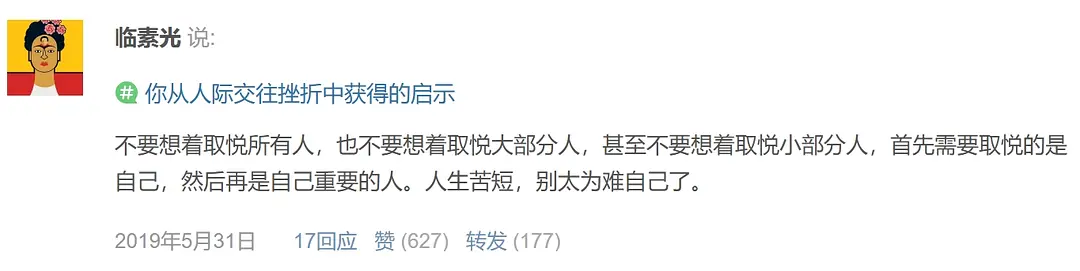 临素光 说:
你从人际交往挫折中获得的启示
不要想着取悦所有人，也不要想着取悦大部分人，甚至不要想着取悦小部分人，首先需要取悦的是
自己，然后再是自己重要的人。人生苦短，别太为难自己了。
2019年5月31日 17回应 赞 (627) 转发 (177)